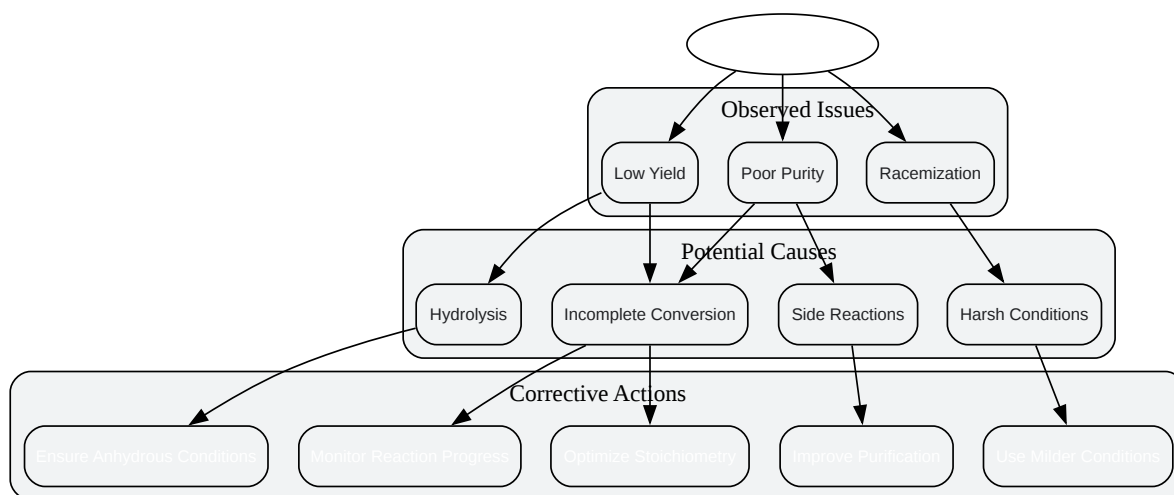 Observed Issues
Low Yield
Poor Purity
Racemization
Potential Causes
Hydrolysis
Incomplete Conversion
Side Reactions
Harsh Conditions
Corrective Actions
Ensure Anhydrous Conditions
Monitor Reaction Progress
Optimize Stoichiometry
Improve Purification
Use Milder Conditions